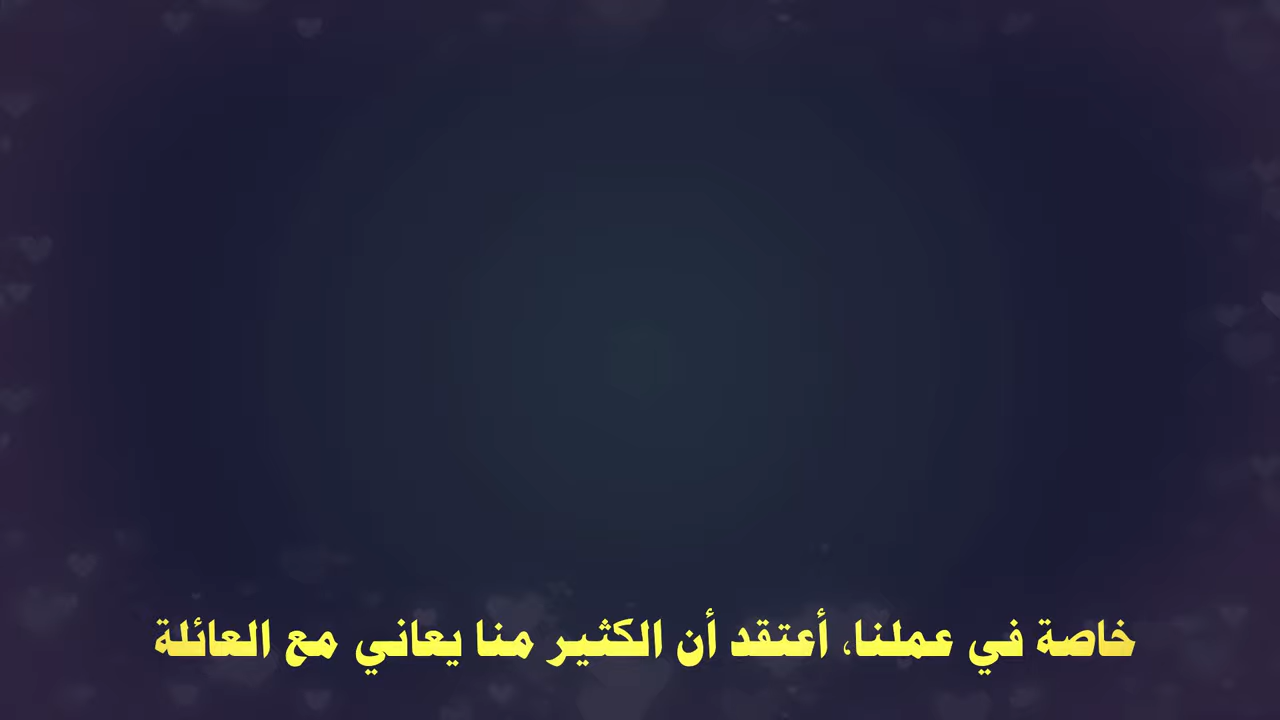 خاصة في عملنا، أعتقد أن الكثير منا يعاني مع العائلة